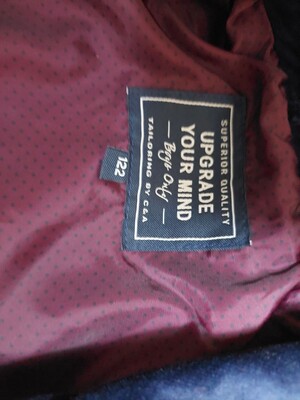 SUPERIOR QUALITY
UPGRADE
YOUR MIND
— Boys Only —
TAILORING BY C&A
122